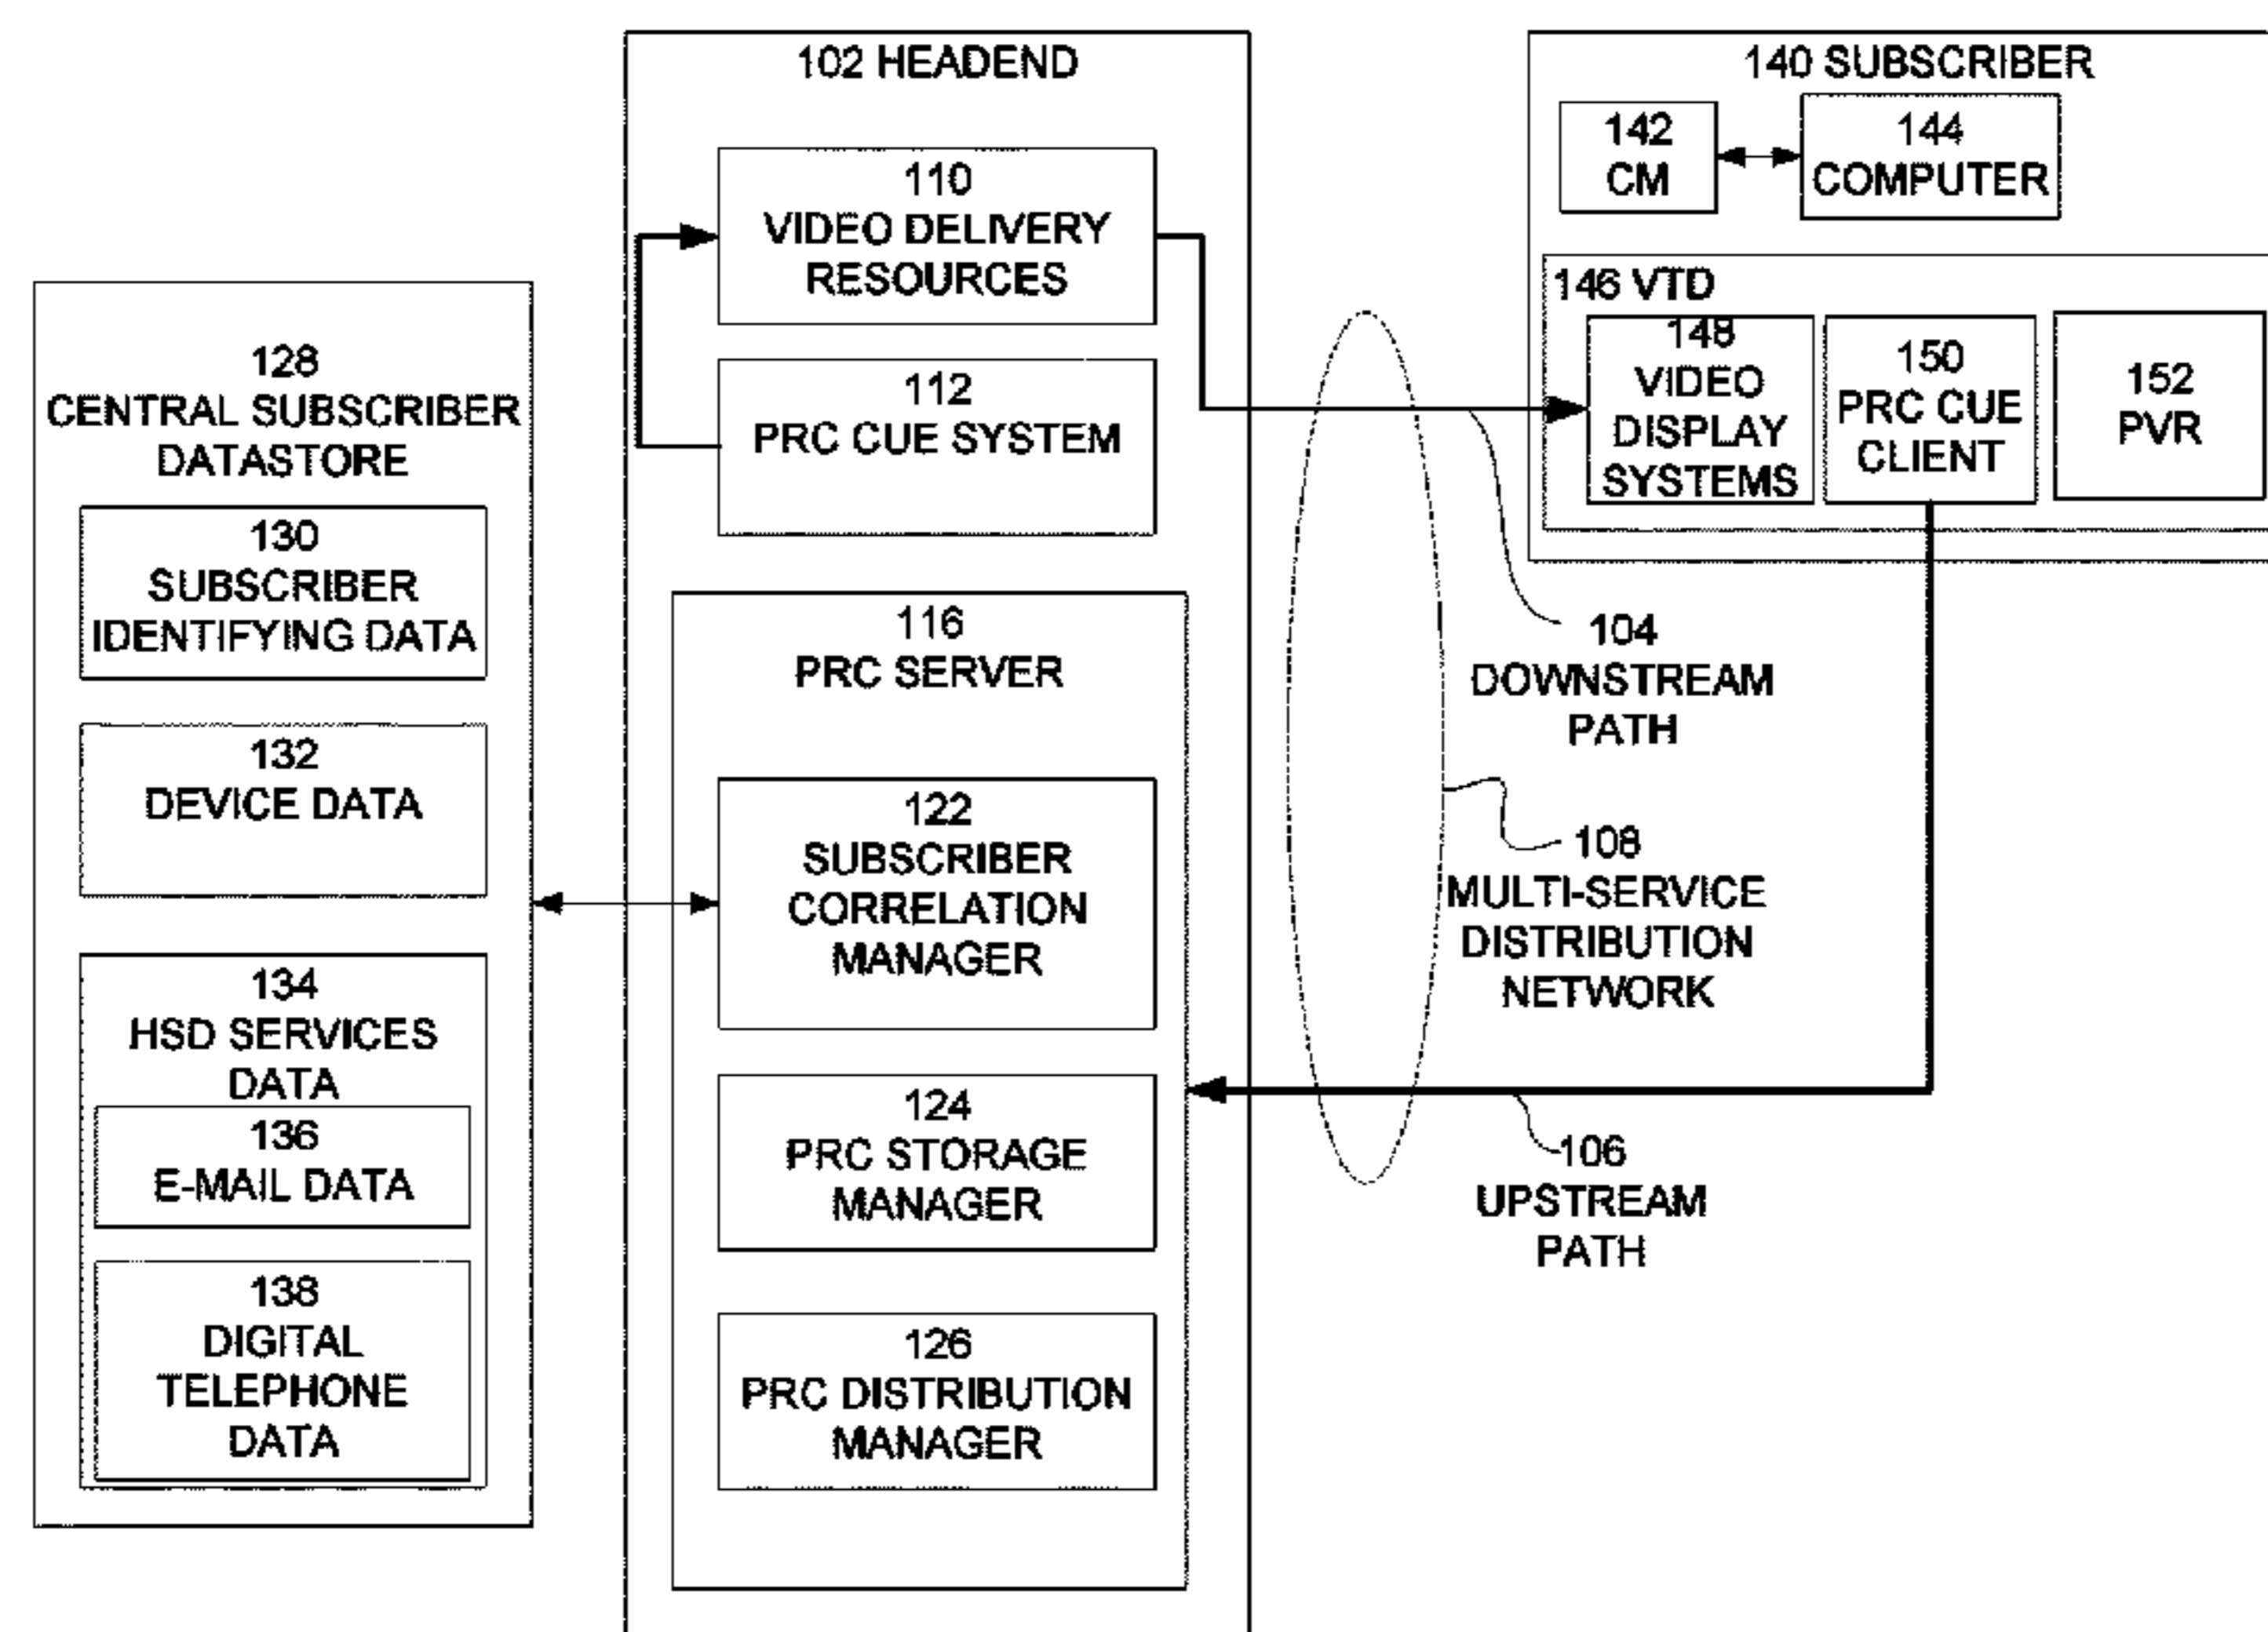 102 HEADEND
110
VIDEO DELIVERY
RESOURCES
112
PRC CUE SYSTEM
116
PRC SERVER
122
SUBSCRIBER
CORRELATION
MANAGER
124
PRC STORAGE
MANAGER
126
PRC DISTRIBUTION
MANAGER
128
CENTRAL SUBSCRIBER
DATASTORE
130
SUBSCRIBER
IDENTIFYING DATA
132
DEVICE DATA
134
HSD SERVICES
DATA
136
E-MAIL DATA
138
DIGITAL
TELEPHONE
DATA
140 SUBSCRIBER
142
CM
144
COMPUTER
146 VTD
148
VIDEO
DISPLAY
SYSTEMS
150
PRC CUE
CLIENT
152
PVR
104
DOWNSTREAM
PATH
108
MULTI-SERVICE
DISTRIBUTION
NETWORK
106
UPSTREAM
PATH